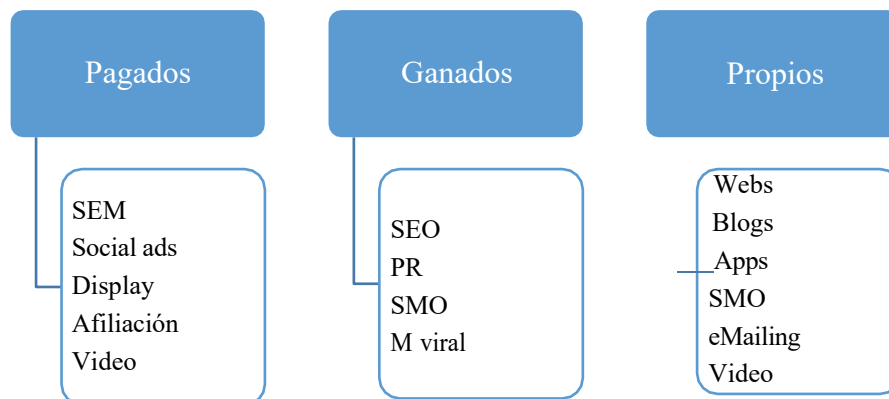 Pagados
SEM
Social ads
Display
Afiliación
Video
Ganados
SEO
PR
SMO
M viral
Propios
Webs
Blogs
Apps
SMO
eMailing
Video